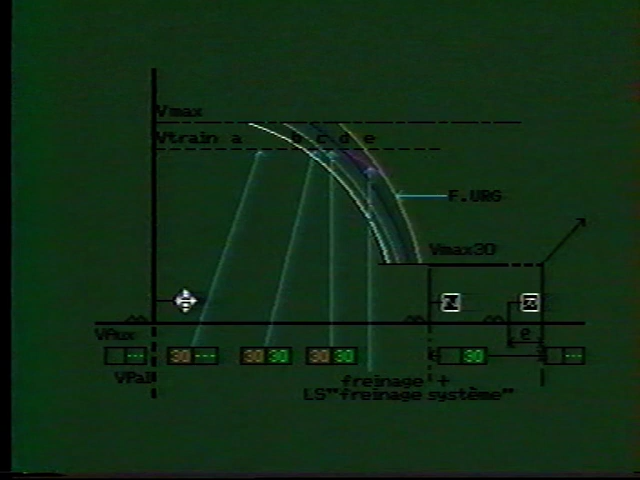 Vmax
Vtrain a b c d e
F.URG
Vmax30
Z R
VAux e
--- 30 --- 30 30 30 30 30 ---
VPal
freinage +
LS"freinage système"